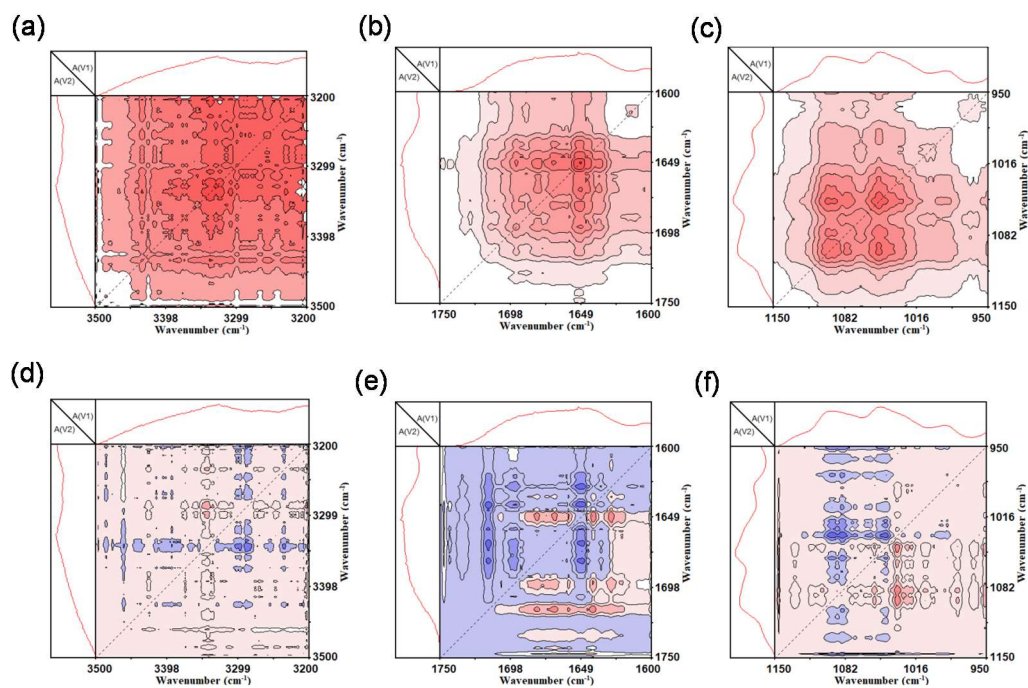 (a)
A(V1)
A(V2)
3200
3299
3398
3500
Wavenumber (cm⁻¹)
3500 3398 3299 3200
Wavenumber (cm⁻¹)
(b)
A(V1)
A(V2)
1600
1649
1698
1750
Wavenumber (cm⁻¹)
1750 1698 1649 1600
Wavenumber (cm⁻¹)
(c)
A(V1)
A(V2)
950
1016
1082
1150
Wavenumber (cm⁻¹)
1150 1082 1016 950
Wavenumber (cm⁻¹)
(d)
A(V1)
A(V2)
3200
3299
3398
3500
Wavenumber (cm⁻¹)
3500 3398 3299 3200
Wavenumber (cm⁻¹)
(e)
A(V1)
A(V2)
1600
1649
1698
1750
Wavenumber (cm⁻¹)
1750 1698 1649 1600
Wavenumber (cm⁻¹)
(f)
A(V1)
A(V2)
950
1016
1082
1150
Wavenumber (cm⁻¹)
1150 1082 1016 950
Wavenumber (cm⁻¹)